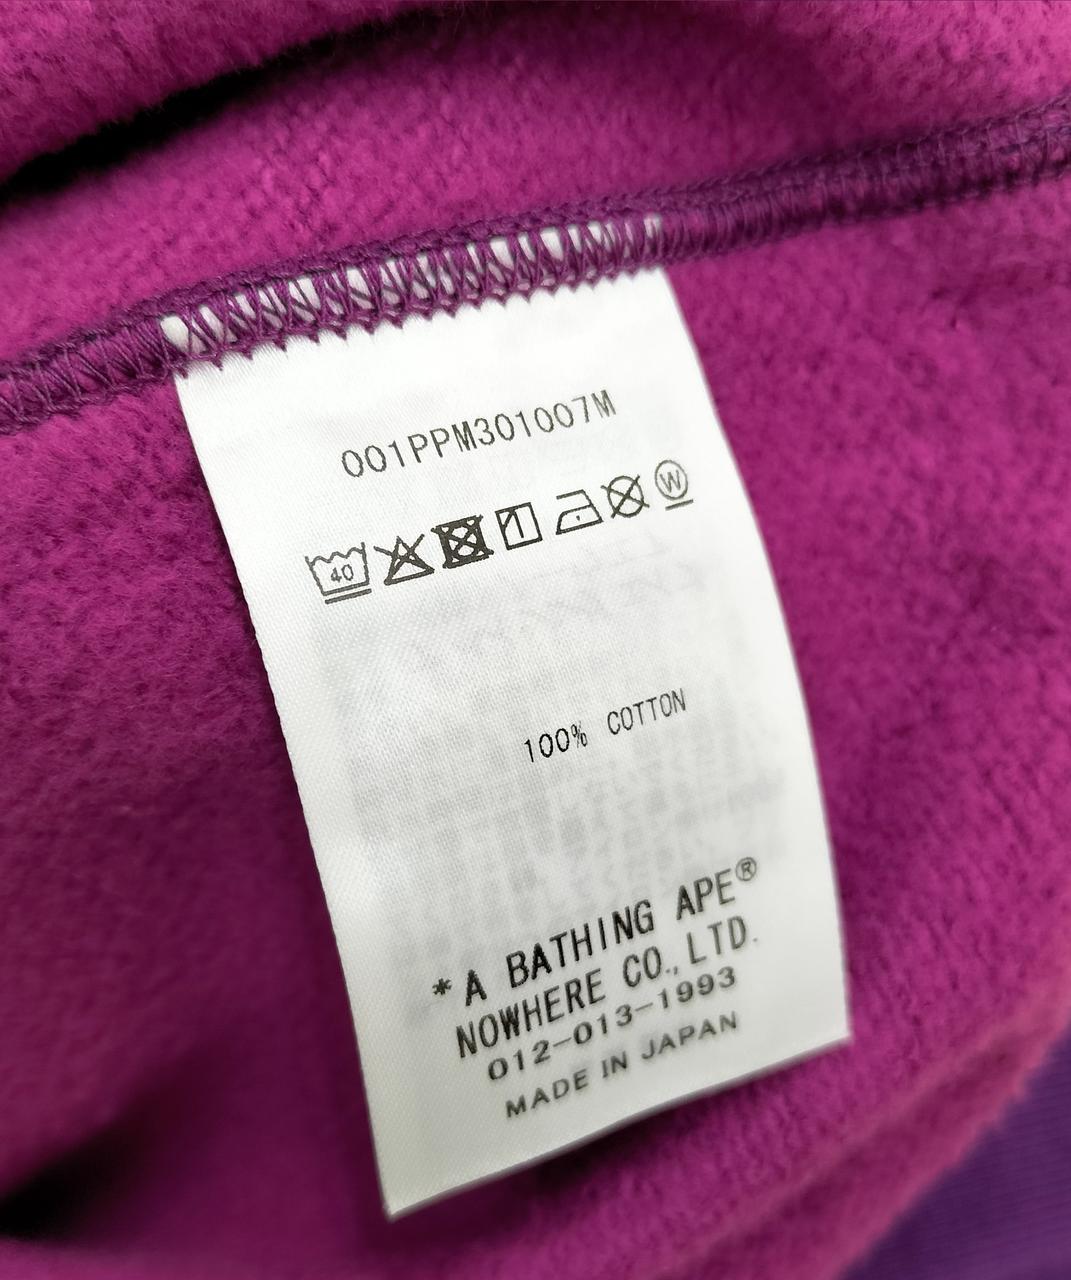 001PPM301007M
40
W
100% COTTON
*A BATHING APE®
NOWHERE CO., LTD.
012-013-1993
MADE IN JAPAN